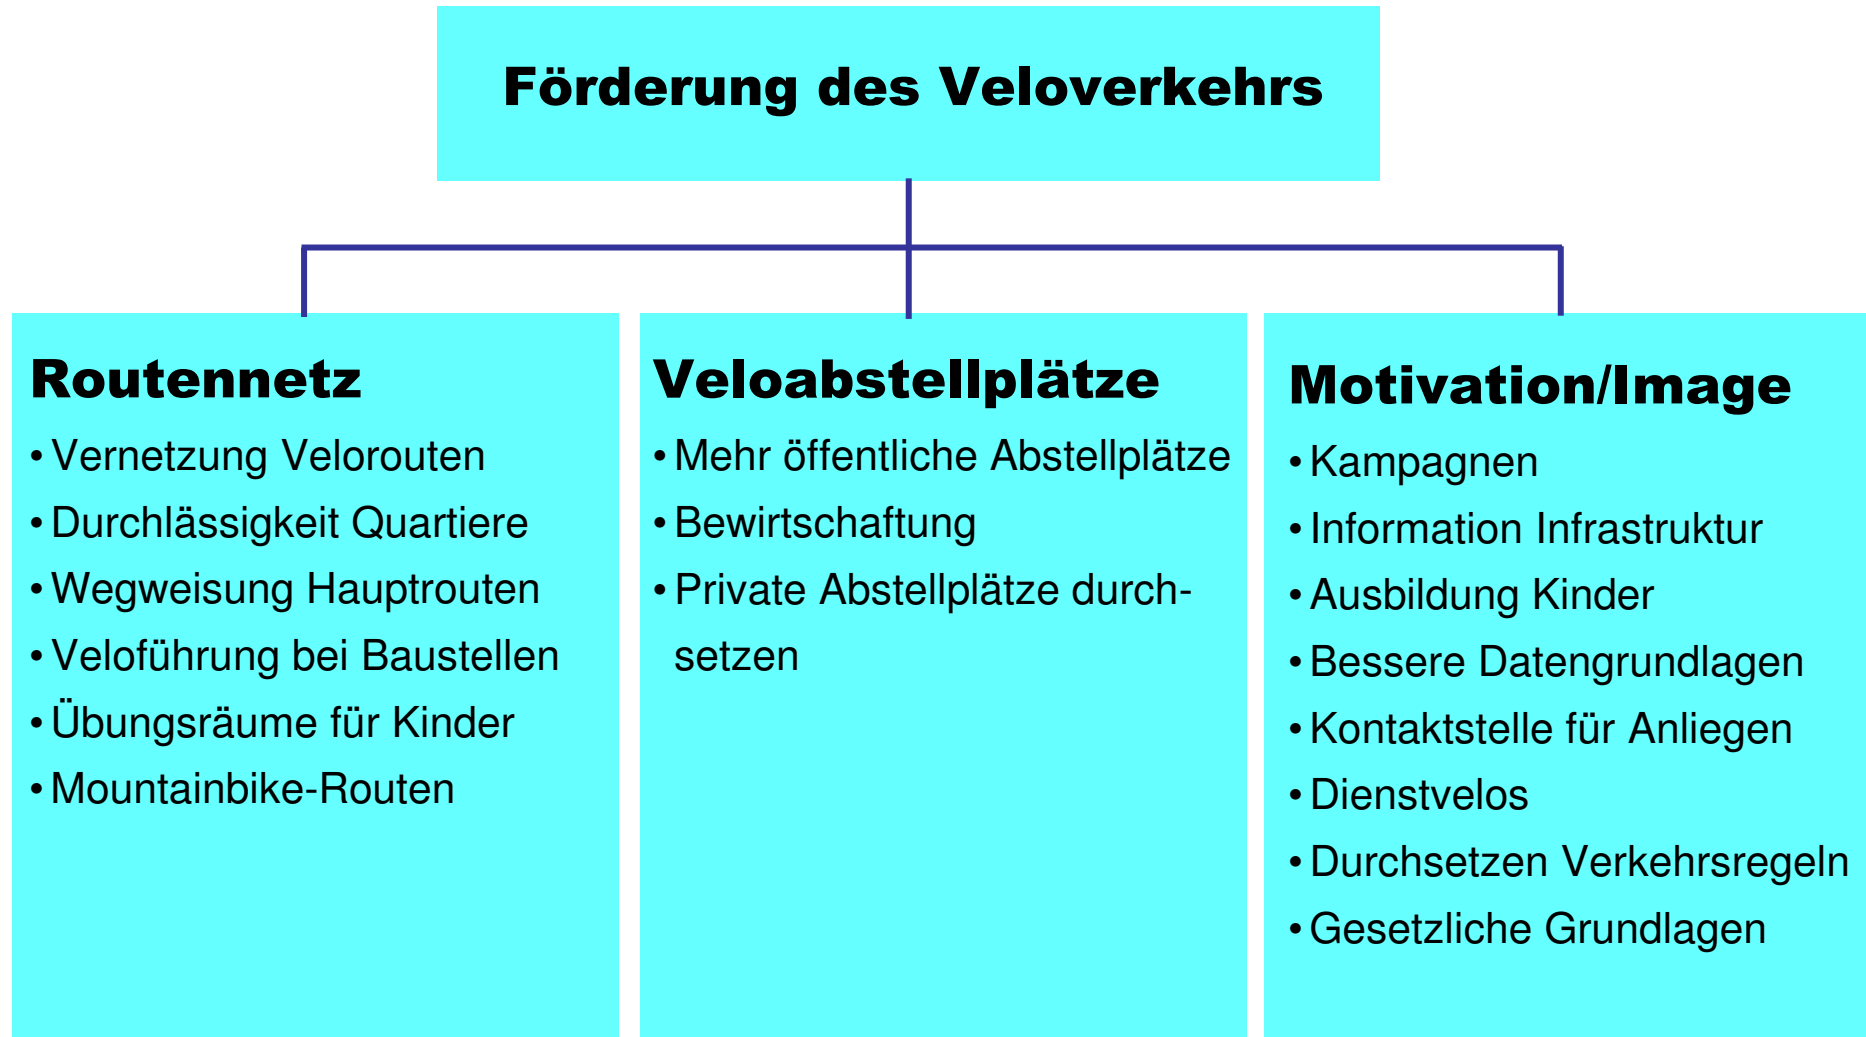 Förderung des Veloverkehrs
Routennetz
• Vernetzung Velorouten
• Durchlässigkeit Quartiere
• Wegweisung Hauptrouten
• Veloführung bei Baustellen
• Übungsräume für Kinder
• Mountainbike-Routen
Veloabstellplätze
• Mehr öffentliche Abstellplätze
• Bewirtschaftung
• Private Abstellplätze durch-
setzen
Motivation/Image
• Kampagnen
• Information Infrastruktur
• Ausbildung Kinder
• Bessere Datengrundlagen
• Kontaktstelle für Anliegen
• Dienstvelos
• Durchsetzen Verkehrsregeln
• Gesetzliche Grundlagen